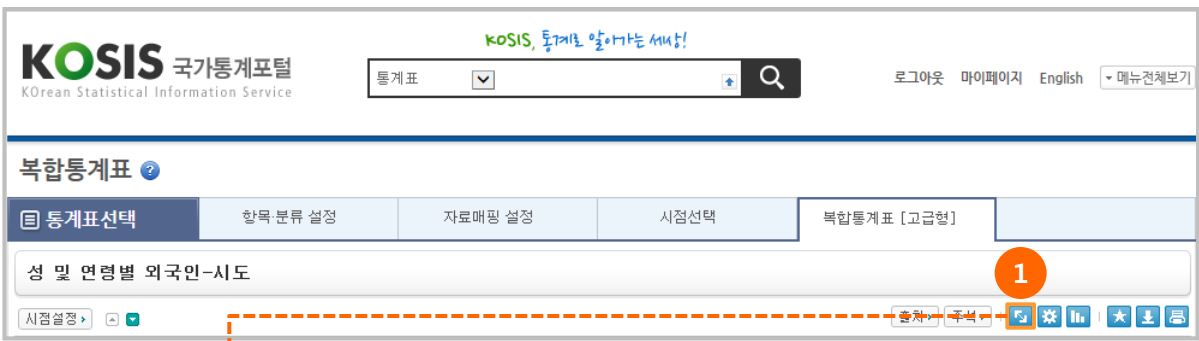 KOSIS, 통계로 알아가는 세상!
KOSIS 국가통계포털
KOrean Statistical Information Service
통계표
로그아웃 마이페이지 English 메뉴전체보기
복합통계표
통계표선택 항목·분류 설정 자료매핑 설정 시점선택 복합통계표 [고급형]
성 및 연령별 외국인-시도
1
시점설정 출처 주석